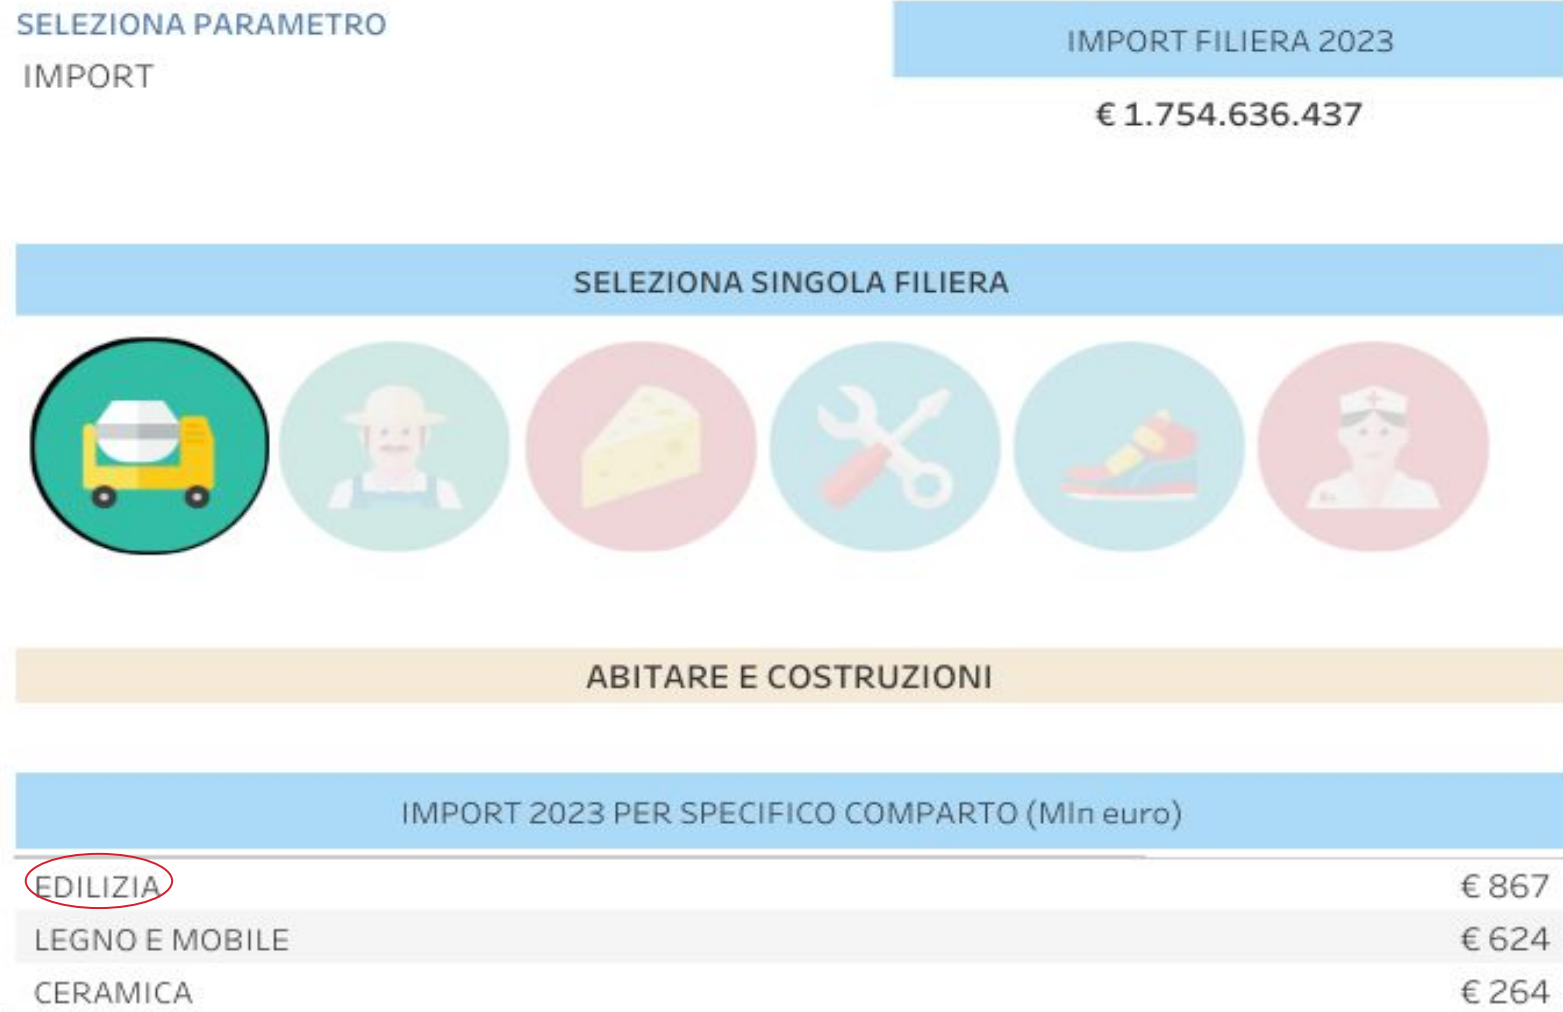 SELEZIONA PARAMETRO
IMPORT
IMPORT FILIERA 2023
€ 1.754.636.437
SELEZIONA SINGOLA FILIERA
ABITARE E COSTRUZIONI
IMPORT 2023 PER SPECIFICO COMPARTO (Mln euro)
EDILIZIA € 867
LEGNO E MOBILE € 624
CERAMICA € 264